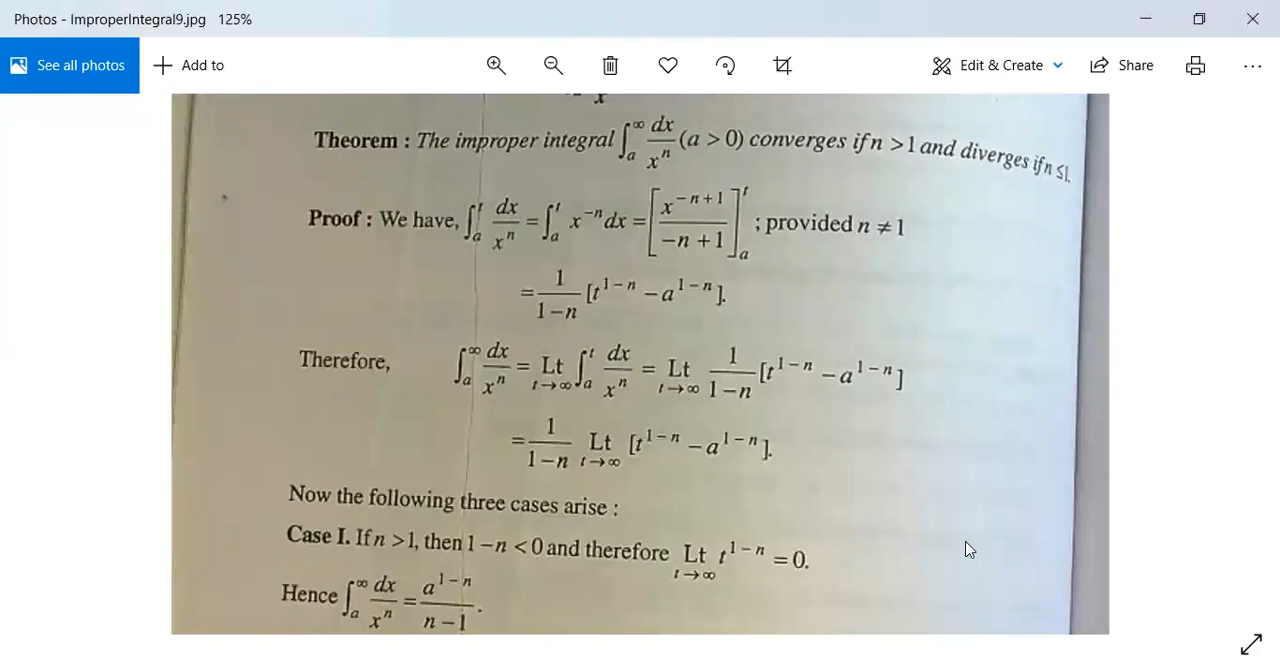 Photos - ImproperIntegral9.jpg 125%
See all photos
Add to
Edit & Create
Share
x
Theorem : The improper integral ∫_a^∞ dx/x^n (a > 0) converges if n > 1 and diverges if n ≤ 1.
Proof : We have, ∫_a^t dx/x^n = ∫_a^t x^{-n} dx = [x^{-n+1}/(-n+1)]_a^t ; provided n ≠ 1
= 1/(1-n) [t^{1-n} - a^{1-n}].
Therefore, ∫_a^∞ dx/x^n = Lt_{t→∞} ∫_a^t dx/x^n = Lt_{t→∞} 1/(1-n) [t^{1-n} - a^{1-n}]
= 1/(1-n) Lt_{t→∞} [t^{1-n} - a^{1-n}].
Now the following three cases arise :
Case I. If n > 1, then 1 - n < 0 and therefore Lt_{t→∞} t^{1-n} = 0.
Hence ∫_a^∞ dx/x^n = a^{1-n}/(n-1).